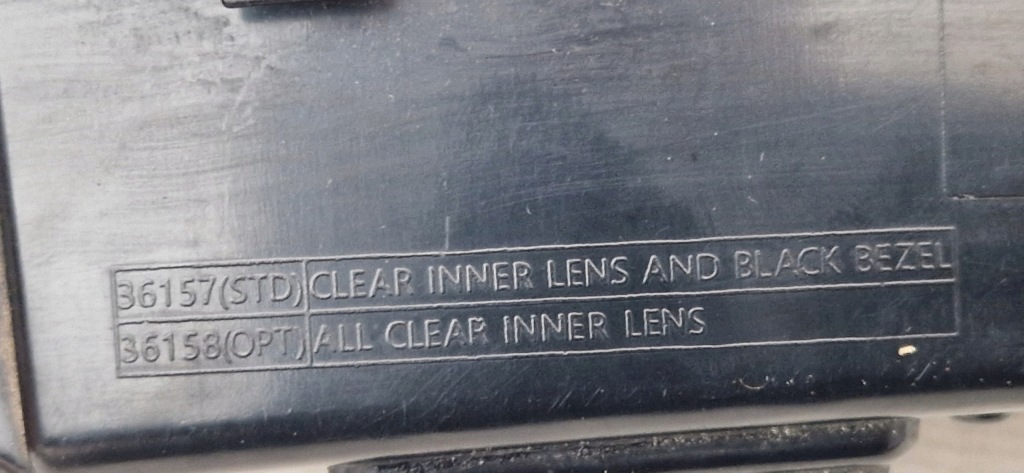 36157(STD) CLEAR INNER LENS AND BLACK BEZEL
36158(OPT) ALL CLEAR INNER LENS